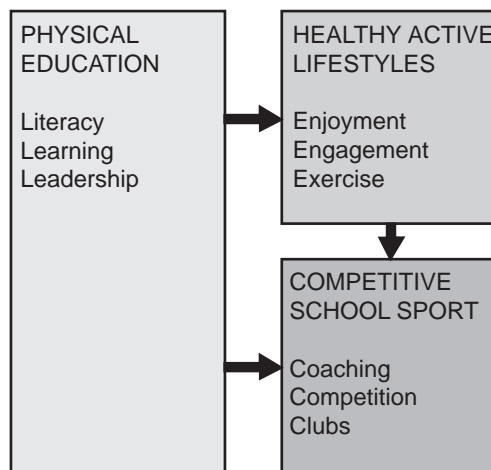 PHYSICAL
EDUCATION
Literacy
Learning
Leadership
HEALTHY ACTIVE
LIFESTYLES
Enjoyment
Engagement
Exercise
COMPETITIVE
SCHOOL SPORT
Coaching
Competition
Clubs